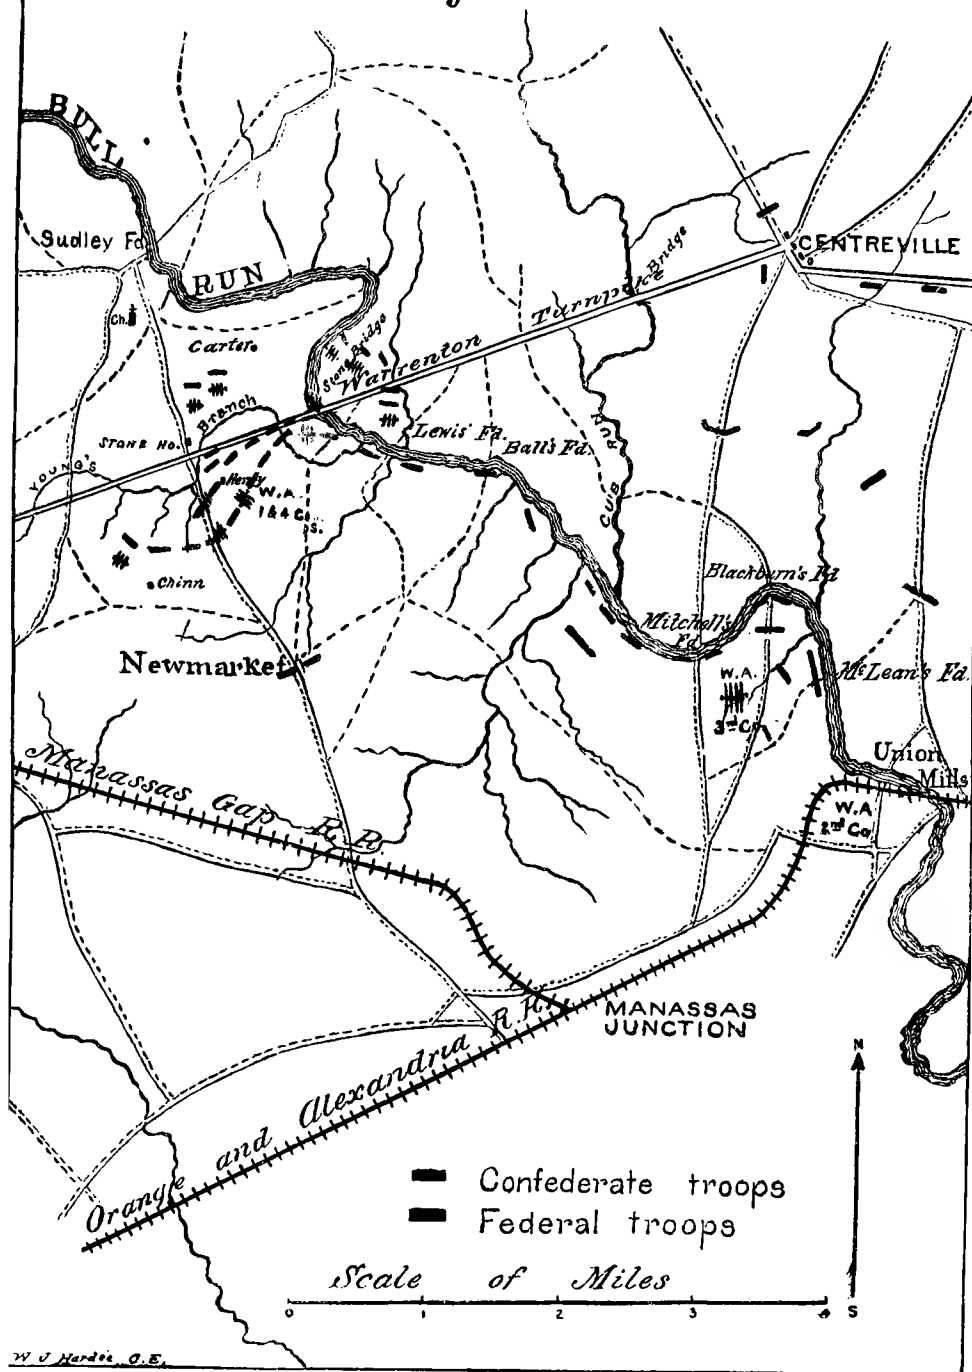 BULL
RUN
Sudley Fd.
CENTREVILLE
Bridge
Warrenton Turnpike
Stone Bridge
Ch.
Carter
Branch
STONE HO.
YOUNG'S
Henry
W.A.
1 & 4 Co
s.
Lewis' Fd.
Ball's Fd.
CUB RUN
Chinn
Blackburn's Fd
Mitchell's
Fd
Newmarket
W.A.
3rd Co
McLean's Fd.
Union
Mills
W.A
2nd Co
Manassas Gap R. R.
MANASSAS
JUNCTION
Orange and Alexandria R.R.
N
S
Confederate troops
Federal troops
Scale of Miles
0 1 2 3 4
W J Hardee C.E.